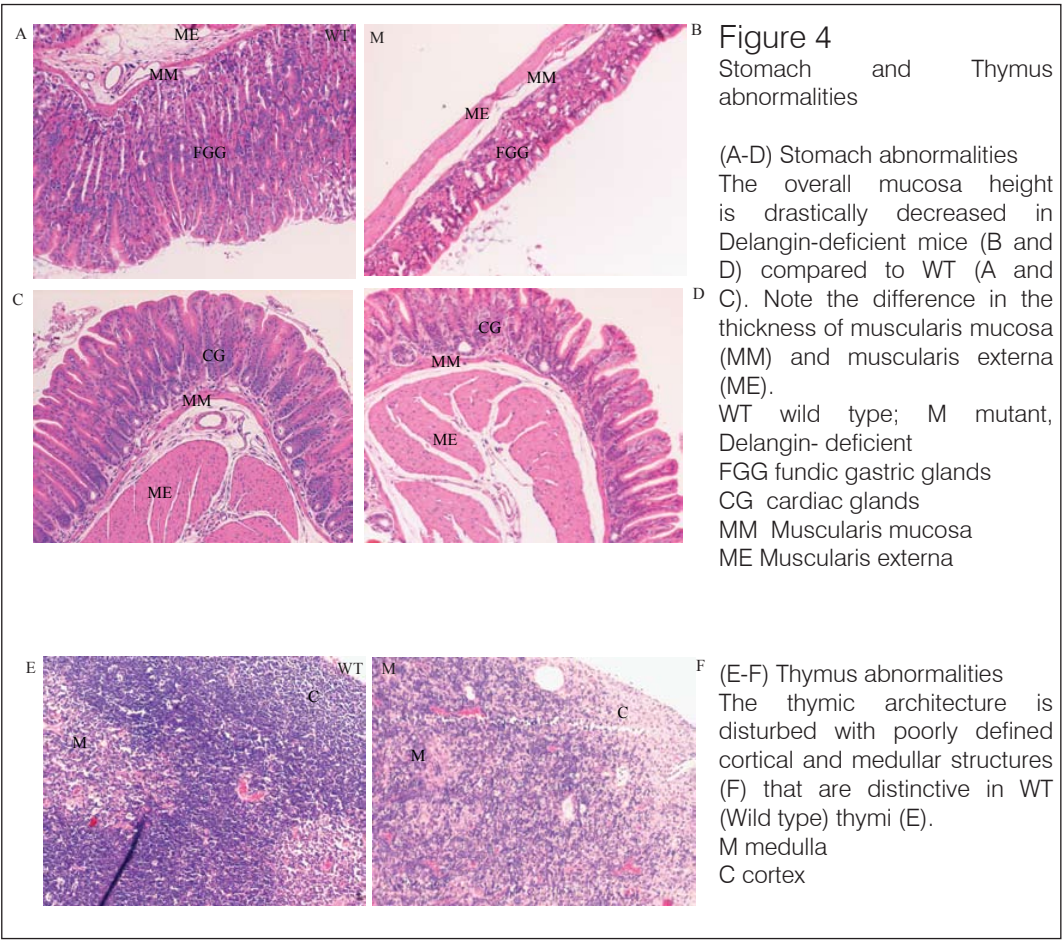 A
ME
WT
MM
FGG
M
B
MM
ME
FGG
C
CG
MM
ME
D
CG
MM
ME
Figure 4
Stomach and Thymus
abnormalities
(A-D) Stomach abnormalities
The overall mucosa height
is drastically decreased in
Delangin-deficient mice (B and
D) compared to WT (A and
C). Note the difference in the
thickness of muscularis mucosa
(MM) and muscularis externa
(ME).
WT wild type; M mutant,
Delangin- deficient
FGG fundic gastric glands
CG cardiac glands
MM Muscularis mucosa
ME Muscularis externa
E
WT
C
M
M
F
C
M
(E-F) Thymus abnormalities
The thymic architecture is
disturbed with poorly defined
cortical and medullar structures
(F) that are distinctive in WT
(Wild type) thymi (E).
M medulla
C cortex